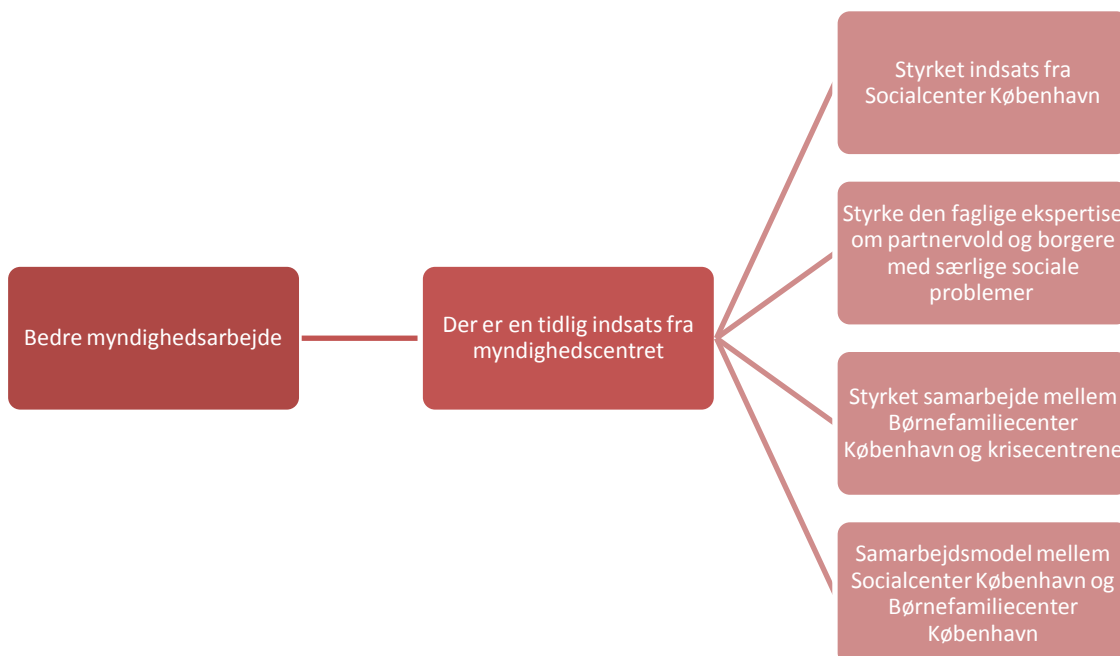 Bedre myndighedsarbejde
Der er en tidlig indsats fra
myndighedscentret
Styrket indsats fra
Socialcenter København
Styrke den faglige ekspertise
om partnervold og borgere
med særlige sociale
problemer
Styrket samarbejde mellem
Børnefamiliecenter
København og krisecentrene
Samarbejdsmodel mellem
Socialcenter København og
Børnefamiliecenter
København